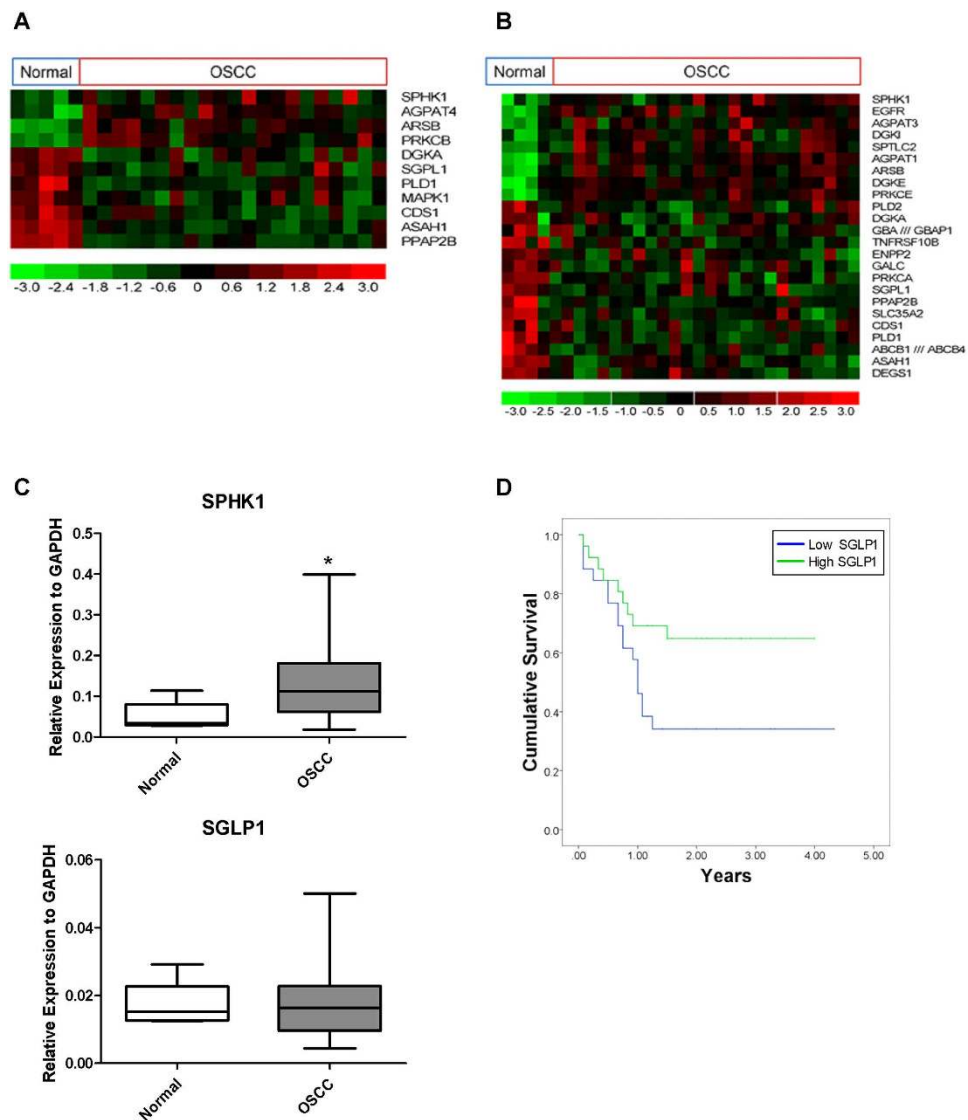 A
Normal
OSCC
SPHK1
AGPAT4
ARSB
PRKCB
DGKA
SGPL1
PLD1
MAPK1
CDS1
ASAH1
PPAP2B
-3.0 -2.4 -1.8 -1.2 -0.6 0 0.6 1.2 1.8 2.4 3.0
B
Normal
OSCC
SPHK1
EGFR
AGPAT3
DGKI
SPTLC2
AGPAT1
ARSB
DGKE
PRKCE
PLD2
DGKA
GBA /// GBAP1
TNFRSF10B
ENPP2
GALC
PRKCA
SGPL1
PPAP2B
SLC35A2
CDS1
PLD1
ABCB1 /// ABCB4
ASAH1
DEGS1
-3.0 -2.5 -2.0 -1.5 -1.0 -0.5 0 0.5 1.0 1.5 2.0 2.5 3.0
C
SPHK1
Relative Expression to GAPDH
0.5
0.4
0.3
0.2
0.1
0.0
*
Normal
OSCC
SGLP1
Relative Expression to GAPDH
0.06
0.04
0.02
0.00
Normal
OSCC
D
Cumulative Survival
1.0
0.8
0.6
0.4
0.2
0.0
Low SGLP1
High SGLP1
.00 1.00 2.00 3.00 4.00 5.00
Years